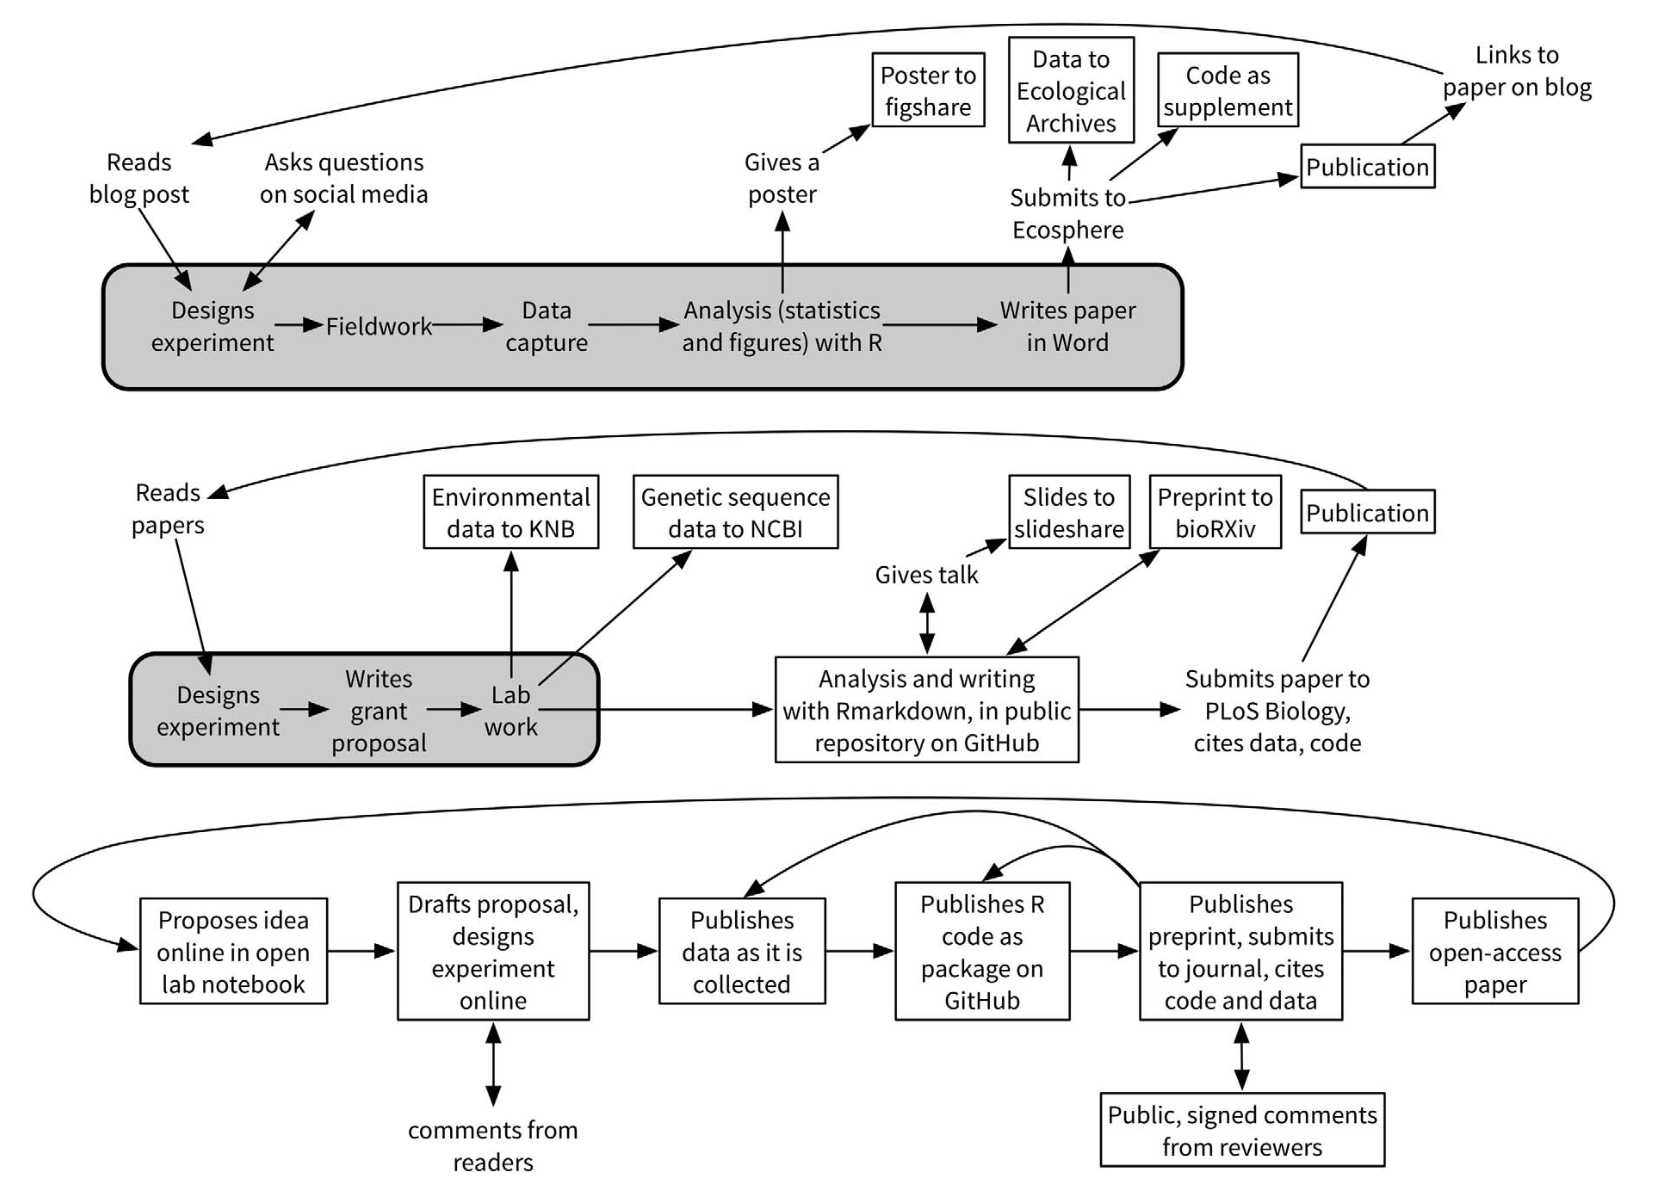 Reads
blog post
Asks questions
on social media
Gives a
poster
Poster to
figshare
Data to
Ecological
Archives
Code as
supplement
Submits to
Ecosphere
Publication
Links to
paper on blog
Designs
experiment
Fieldwork
Data
capture
Analysis (statistics
and figures) with R
Writes paper
in Word
Reads
papers
Environmental
data to KNB
Genetic sequence
data to NCBI
Gives talk
Slides to
slideshare
Preprint to
bioRXiv
Publication
Designs
experiment
Writes
grant
proposal
Lab
work
Analysis and writing
with Rmarkdown, in public
repository on GitHub
Submits paper to
PLoS Biology,
cites data, code
Proposes idea
online in open
lab notebook
Drafts proposal,
designs
experiment
online
Publishes
data as it is
collected
Publishes R
code as
package on
GitHub
Publishes
preprint, submits
to journal, cites
code and data
Publishes
open-access
paper
comments from
readers
Public, signed comments
from reviewers